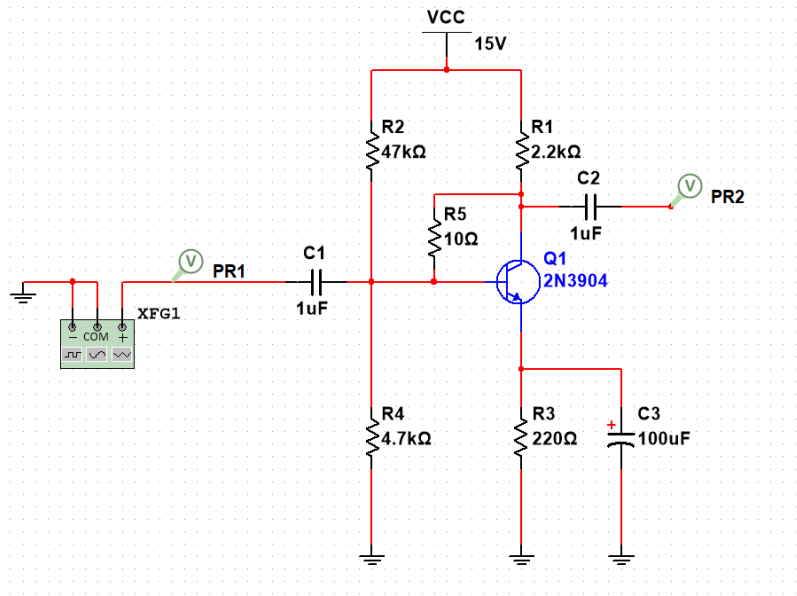 VCC
15V
R2
47kΩ
R1
2.2kΩ
C2
1uF
V
PR2
R5
10Ω
Q1
2N3904
C1
1uF
V
PR1
XFG1
− COM +
R4
4.7kΩ
R3
220Ω
+
C3
100uF